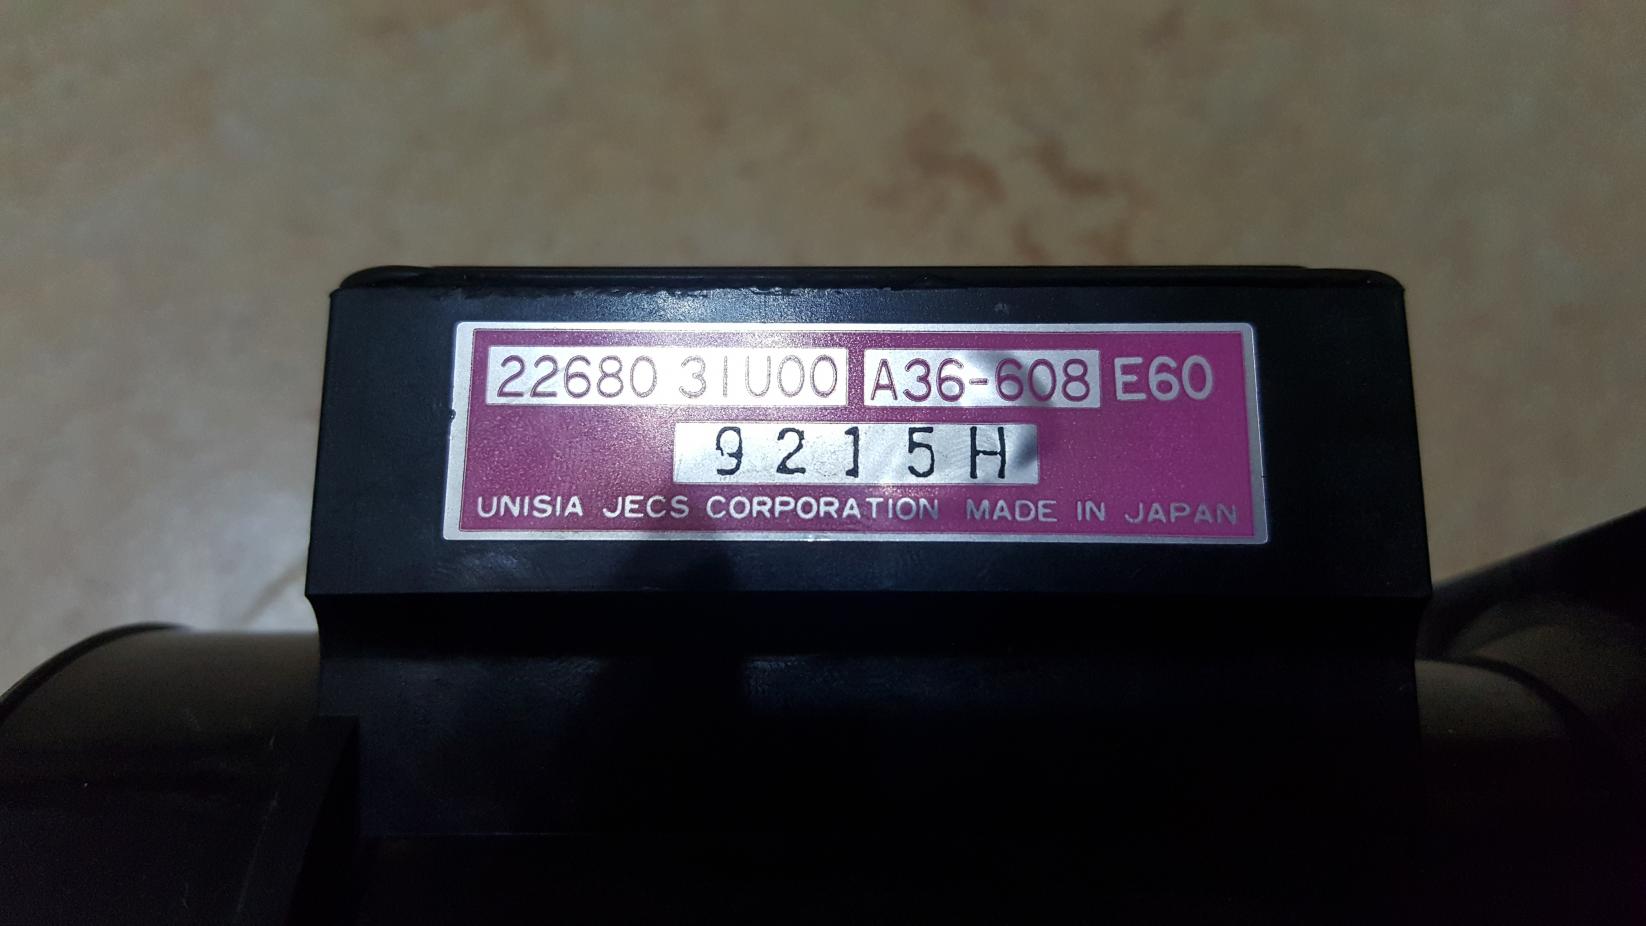 22680 31U00 A36-608 E60
9215H
UNISIA JECS CORPORATION MADE IN JAPAN